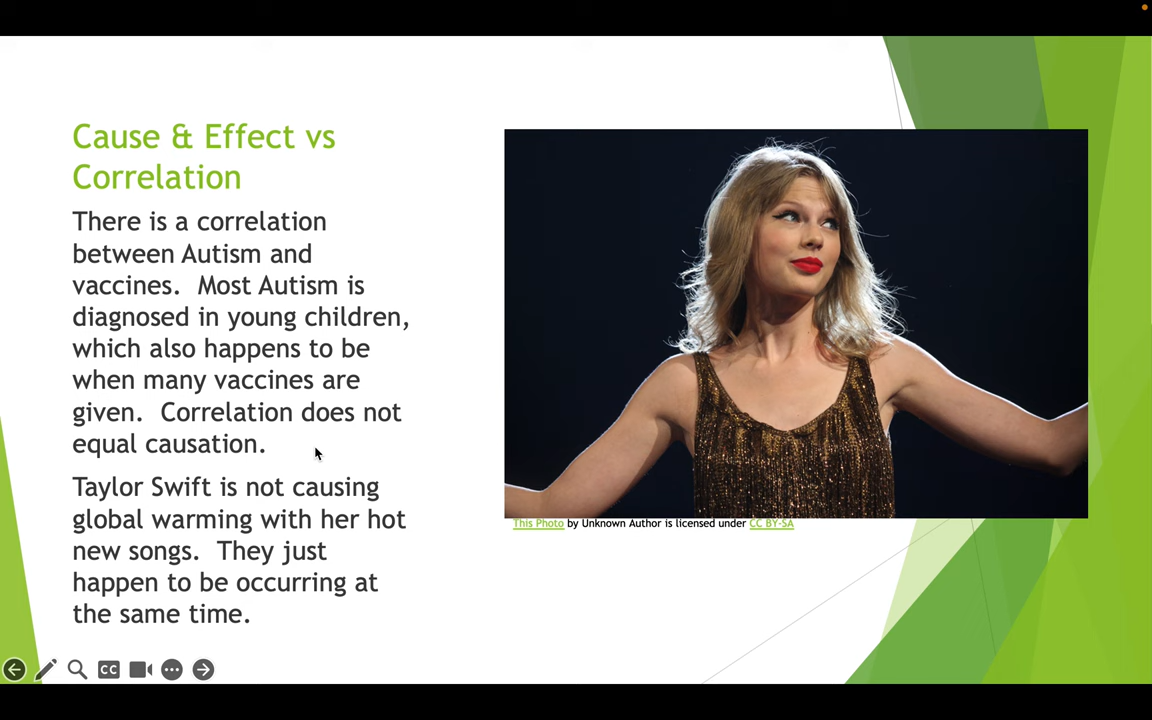 Cause & Effect vs
Correlation
There is a correlation
between Autism and
vaccines.  Most Autism is
diagnosed in young children,
which also happens to be
when many vaccines are
given.  Correlation does not
equal causation.
Taylor Swift is not causing
global warming with her hot
new songs.  They just
happen to be occurring at
the same time.
This Photo by Unknown Author is licensed under CC BY-SA
CC